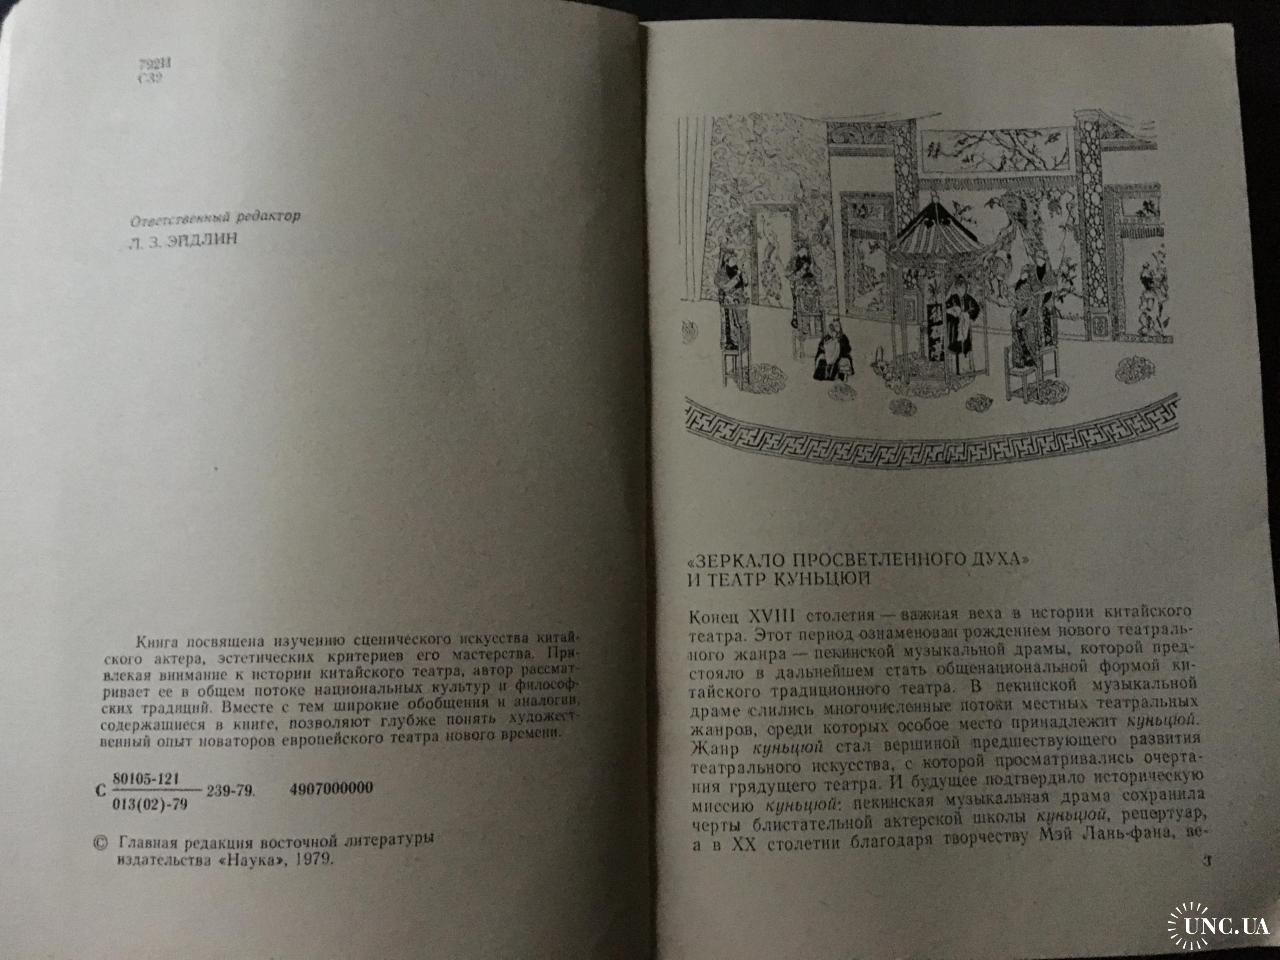 792И
С32
Ответственный редактор
Л. З. ЭЙДЛИН
Книга посвящена изучению сценического искусства китай-
ского актера, эстетических критериев его мастерства. При-
влекая внимание к истории китайского театра, автор рассмат-
ривает ее в общем потоке национальных культур и философ-
ских традиций. Вместе с тем широкие обобщения и аналогии,
содержащиеся в книге, позволяют глубже понять художест-
венный опыт новаторов европейского театра нового времени.
С 80105-121
013(02)-79
239-79. 4907000000
© Главная редакция восточной литературы
издательства «Наука», 1979.
«ЗЕРКАЛО ПРОСВЕТЛЕННОГО ДУХА»
И ТЕАТР КУНЬЦЮЙ
Конец XVIII столетия — важная веха в истории китайского
театра. Этот период ознаменован рождением нового театраль-
ного жанра — пекинской музыкальной драмы, которой пред-
стояло в дальнейшем стать общенациональной формой ки-
тайского традиционного театра. В пекинской музыкальной
драме слились многочисленные потоки местных театральных
жанров, среди которых особое место принадлежит куньцюй.
Жанр куньцюй стал вершиной предшествующего развития
театрального искусства, с которой просматривались очерта-
ния грядущего театра. И будущее подтвердило историческую
миссию куньцюй: пекинская музыкальная драма сохранила
черты блистательной актерской школы куньцюй, репертуар,
а в XX столетии благодаря творчеству Мэй Лань-фана, ве-
3
UNC.UA